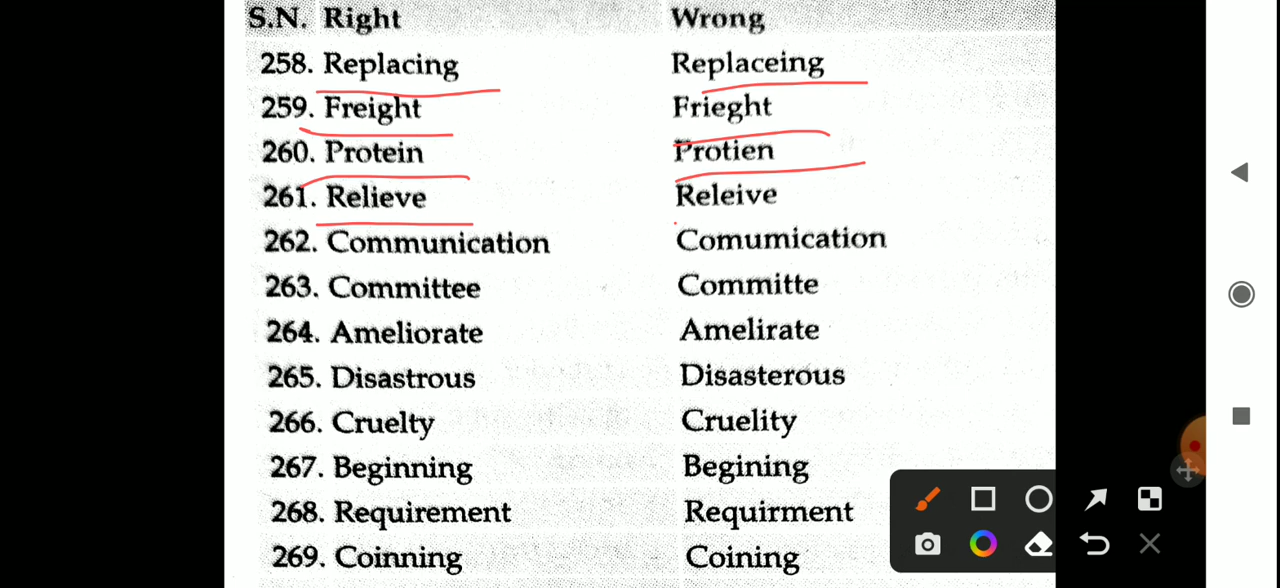 S.N. Right Wrong
258. Replacing Replaceing
259. Freight Frieght
260. Protein Protien
261. Relieve Releive
262. Communication Comumication
263. Committee Committe
264. Ameliorate Amelirate
265. Disastrous Disasterous
266. Cruelty Cruelity
267. Beginning Begining
268. Requirement Requirment
269. Coinning Coining